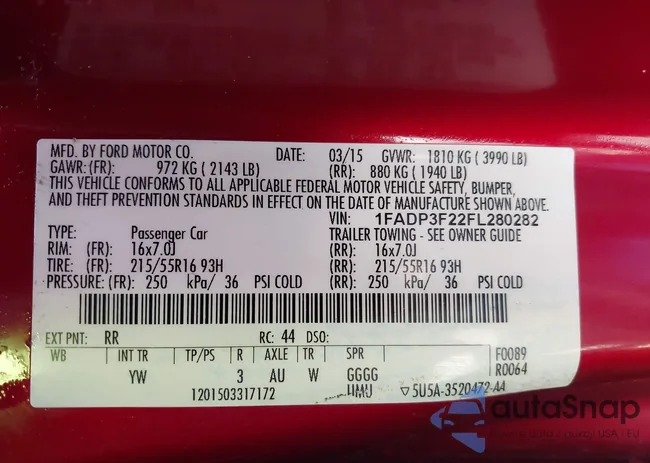 MFD. BY FORD MOTOR CO. DATE: 03/15 GVWR: 1810 KG ( 3990 LB)
GAWR: (FR): 972 KG ( 2143 LB) (RR): 880 KG ( 1940 LB)
THIS VEHICLE CONFORMS TO ALL APPLICABLE FEDERAL MOTOR VEHICLE SAFETY, BUMPER,
AND THEFT PREVENTION STANDARDS IN EFFECT ON THE DATE OF MANUFACTURE SHOWN ABOVE.
VIN: 1FADP3F22FL280282
TYPE: Passenger Car TRAILER TOWING - SEE OWNER GUIDE
RIM: (FR): 16x7.0J (RR): 16x7.0J
TIRE: (FR): 215/55R16 93H (RR): 215/55R16 93H
PRESSURE: (FR): 250 kPa/ 36 PSI COLD (RR): 250 kPa/ 36 PSI COLD
EXT PNT: RR RC: 44 DSO:
WB INT TR TP/PS R AXLE TR SPR F0089
YW 3 AU W GGGG R0064
1201503317172 UMU ▽5U5A-3520472-AA
autoSnap